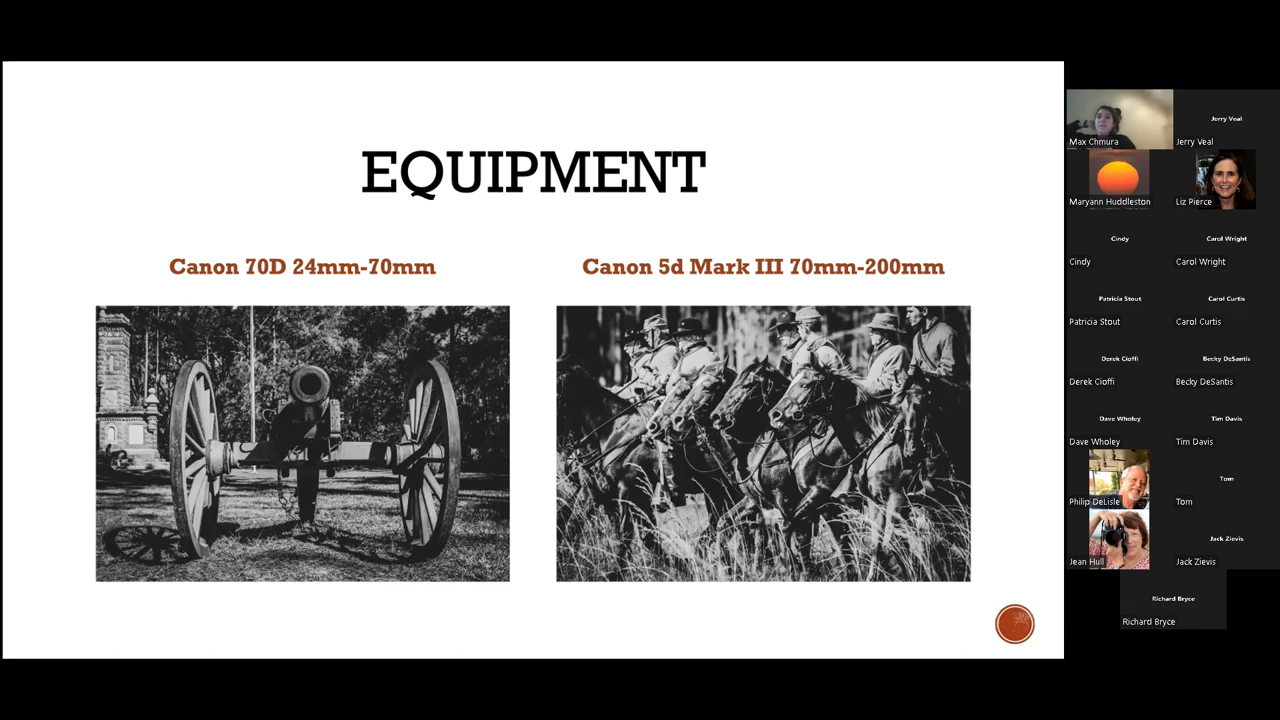 EQUIPMENT
Canon 70D 24mm-70mm
Canon 5d Mark III 70mm-200mm
Max Chmura
Jerry Veal
Jerry Veal
Maryann Huddleston
Liz Pierce
Cindy
Cindy
Carol Wright
Carol Wright
Patricia Stout
Patricia Stout
Carol Curtis
Carol Curtis
Derek Cioffi
Derek Cioffi
Becky DeSantis
Becky DeSantis
Dave Wholey
Dave Wholey
Tim Davis
Tim Davis
Philip DeLisle
Tom
Tom
Jean Hull
Jack Zievis
Jack Zievis
Richard Bryce
Richard Bryce